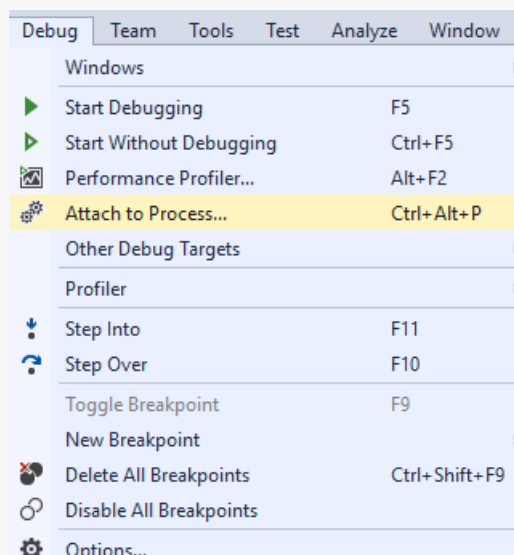 Debug Team Tools Test Analyze Window
Windows
Start Debugging F5
Start Without Debugging Ctrl+F5
Performance Profiler... Alt+F2
Attach to Process... Ctrl+Alt+P
Other Debug Targets
Profiler
Step Into F11
Step Over F10
Toggle Breakpoint F9
New Breakpoint
Delete All Breakpoints Ctrl+Shift+F9
Disable All Breakpoints
Options...